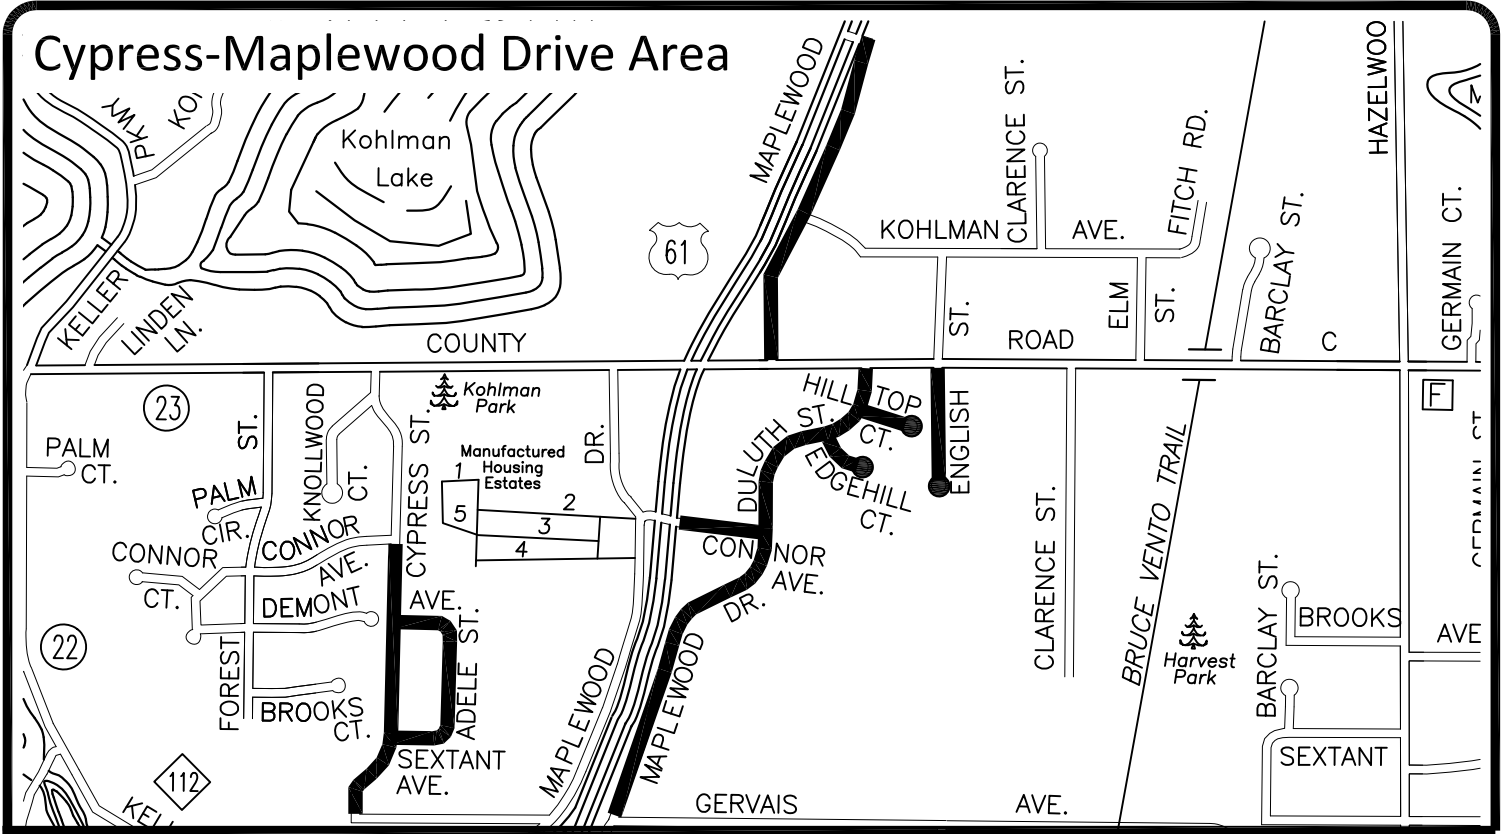 Cypress-Maplewood Drive Area
PKWY
Kohlman
Lake
MAPLEWOOD
CLARENCE ST.
FITCH RD.
HAZELWOO
KOHLMAN AVE.
61
BARCLAY ST.
GERMAIN CT.
KELLER
LINDEN
LN.
ST.
ELM ST.
COUNTY ROAD C
23
Kohlman
Park
HILL TOP
CT.
F
PALM
CT.
ST.
KNOLLWOOD
CT.
CYPRESS ST.
Manufactured
Housing
Estates
1
2
3
4
5
DR.
DULUTH ST.
EDGEHILL
CT.
ENGLISH
PALM
CIR.
CONNOR
CT.
CONNOR
AVE.
CONNOR
AVE.
DR.
CLARENCE ST.
BRUCE VENTO TRAIL
GERMAIN ST
DEMONT AVE.
ADELE ST.
22
FOREST
BROOKS
CT.
MAPLEWOOD
MAPLEWOOD
Harvest
Park
BARCLAY ST.
BROOKS AVE
SEXTANT
AVE.
SEXTANT
112
KELL
GERVAIS AVE.